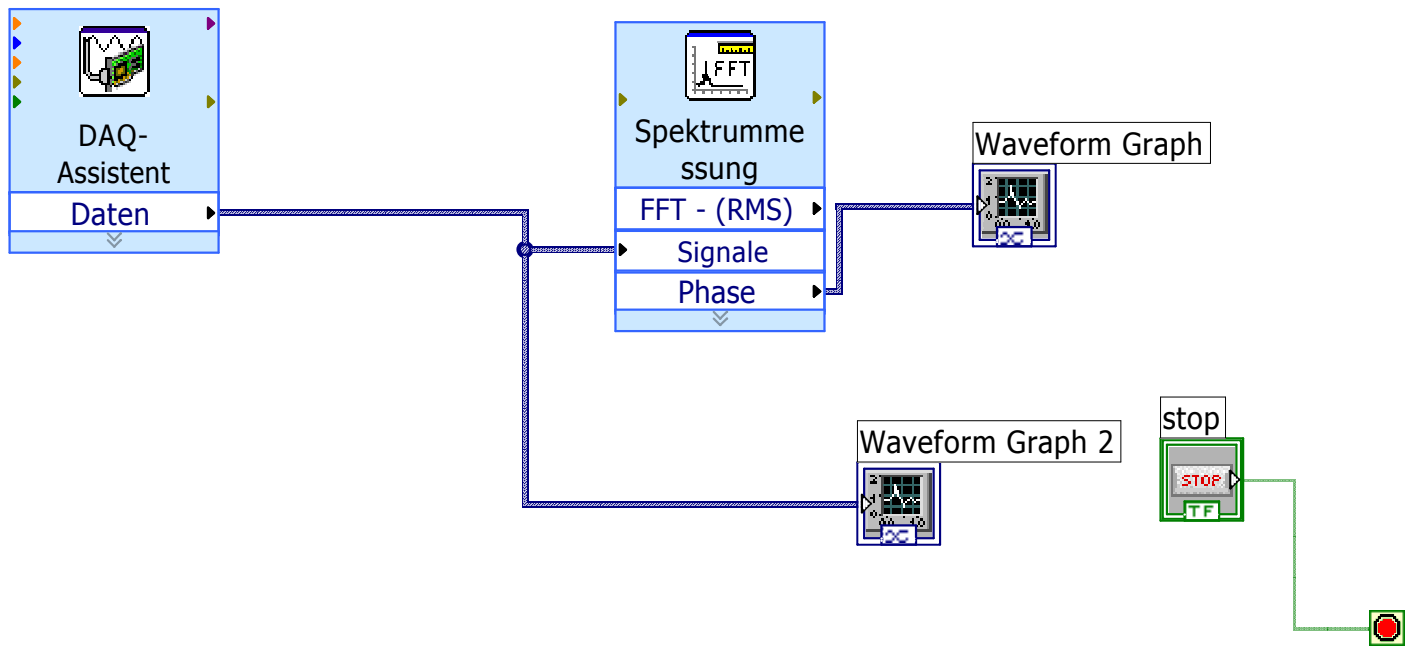 DAQ-
Assistent
Daten
FFT
Spektrumme
ssung
FFT - (RMS)
Signale
Phase
Waveform Graph
Waveform Graph 2
stop
STOP
TF